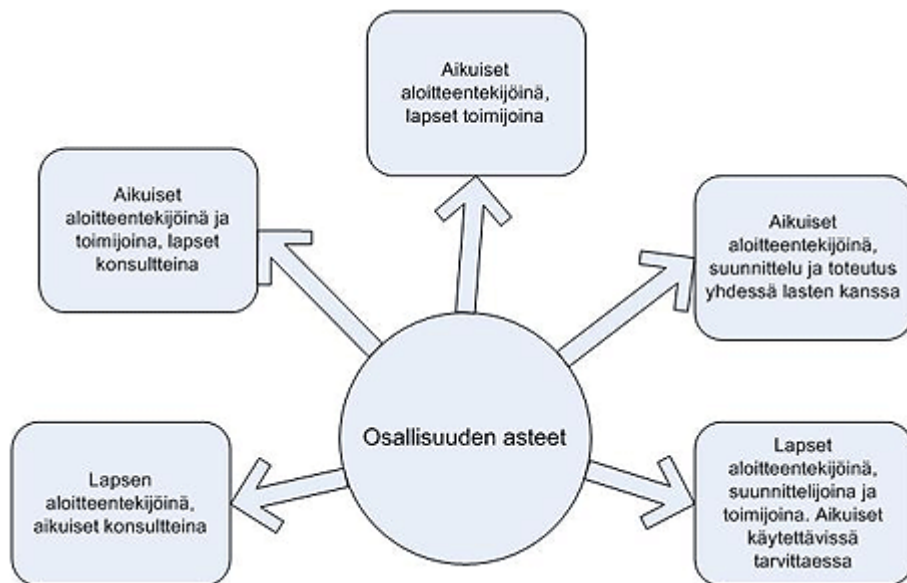 Aikuiset
aloitteentekijöinä,
lapset toimijoina
Aikuiset
aloitteentekijöinä ja
toimijoina, lapset
konsultteina
Aikuiset
aloitteentekijöinä,
suunnittelu ja toteutus
yhdessä lasten kanssa
Osallisuuden asteet
Lapsen
aloitteentekijöinä,
aikuiset konsultteina
Lapset
aloitteentekijöinä,
suunnittelijoina ja
toimijoina. Aikuiset
käytettävissä
tarvittaessa